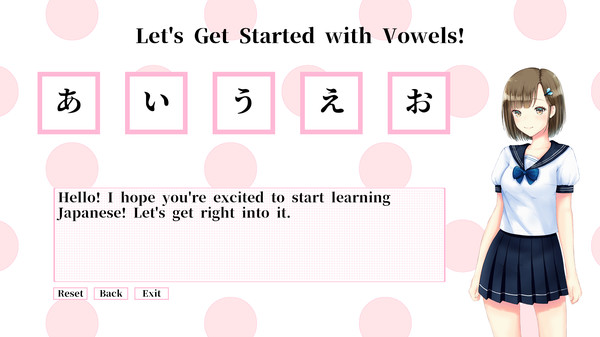 Let's Get Started with Vowels!
あ い う え お
Hello! I hope you're excited to start learning
Japanese! Let's get right into it.
Reset Back Exit